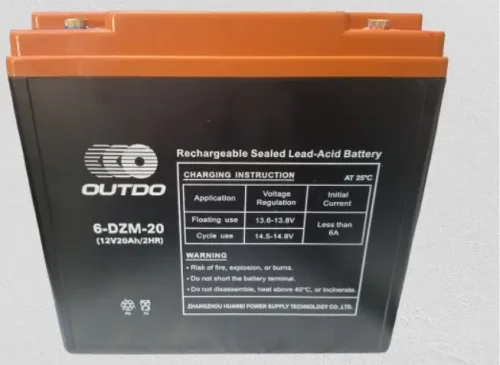 OUTDO
6-DZM-20
(12V20Ah/2HR)
Rechargeable Sealed Lead-Acid Battery
CHARGING INSTRUCTION AT 25°C
Application Voltage Regulation Initial Current
Floating use 13.6-13.8V Less than 6A
Cycle use 14.5-14.9V
WARNING
• Risk of fire, explosion, or burns.
• Do not short the battery terminal.
• Do not disassemble, heat above 40°C, or incinerate.
ZHANGZHOU HUAWEI POWER SUPPLY TECHNOLOGY CO.,LTD.
Pb Pb